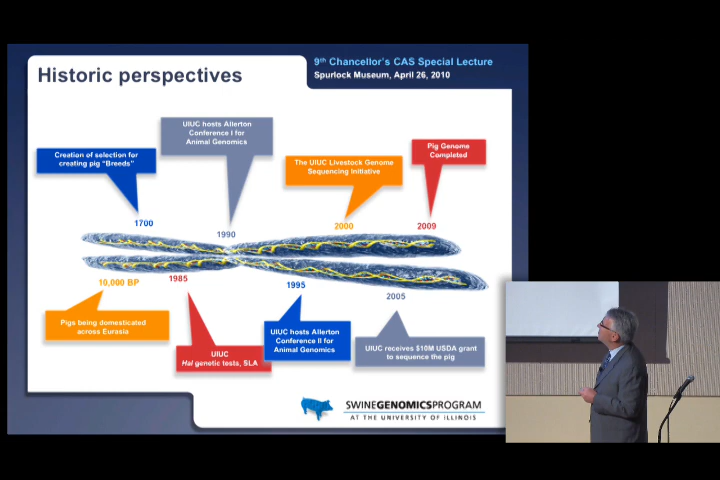 9th Chancellor's CAS Special Lecture
Spurlock Museum, April 26, 2010
Historic perspectives
UIUC hosts Allerton
Conference I for
Animal Genomics
Creation of selection for
creating pig "Breeds"
The UIUC Livestock Genome
Sequencing Initiative
Pig Genome
Completed
1700
1990
2000
2009
10,000 BP
1985
1995
2005
Pigs being domesticated
across Eurasia
UIUC
Hal genetic tests, SLA
UIUC hosts Allerton
Conference II for
Animal Genomics
UIUC receives $10M USDA grant
to sequence the pig
SWINEGENOMICSPROGRAM
AT THE UNIVERSITY OF ILLINOIS